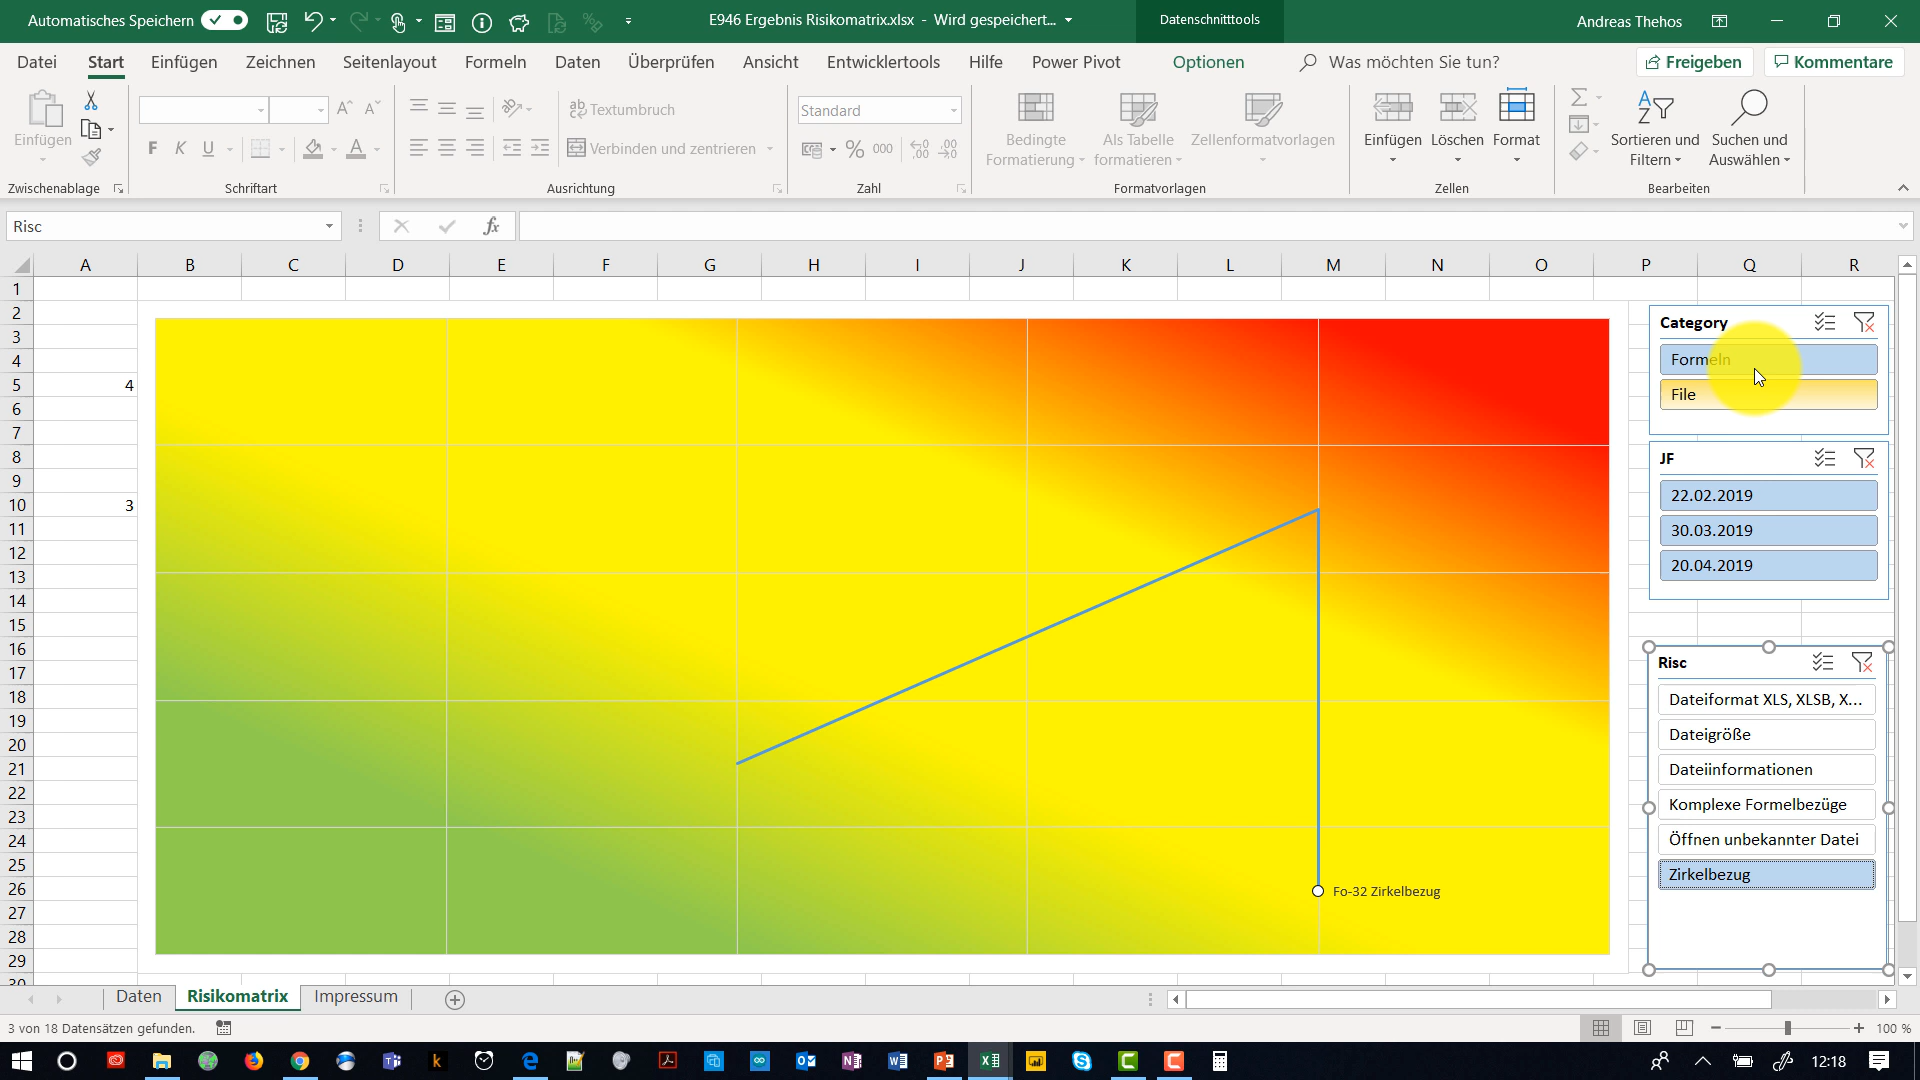 Automatisches Speichern
E946 Ergebnis Risikomatrix.xlsx - Wird gespeichert...
Datenschnitttools
Andreas Thehos
Datei Start Einfügen Zeichnen Seitenlayout Formeln Daten Überprüfen Ansicht Entwicklertools Hilfe Power Pivot Optionen Was möchten Sie tun? Freigeben Kommentare
Einfügen
F K U A
Textumbruch
Verbinden und zentrieren
Standard
% 000
Bedingte
Formatierung
Als Tabelle
formatieren
Zellenformatvorlagen
Einfügen Löschen Format
Sortieren und
Filtern
Suchen und
Auswählen
Zwischenablage Schriftart Ausrichtung Zahl Formatvorlagen Zellen Bearbeiten
Risc fx
A B C D E F G H I J K L M N O P Q R
1
2
3
4
5 4
6
7
8
9
10 3
11
12
13
14
15
16
17
18
19
20
21
22
23
24
25
26
27
28
29
30
Fo-32 Zirkelbezug
Category
Formeln
File
JF
22.02.2019
30.03.2019
20.04.2019
Risc
Dateiformat XLS, XLSB, X...
Dateigröße
Dateiinformationen
Komplexe Formelbezüge
Öffnen unbekannter Datei
Zirkelbezug
Daten Risikomatrix Impressum
3 von 18 Datensätzen gefunden.
100 %
12:18